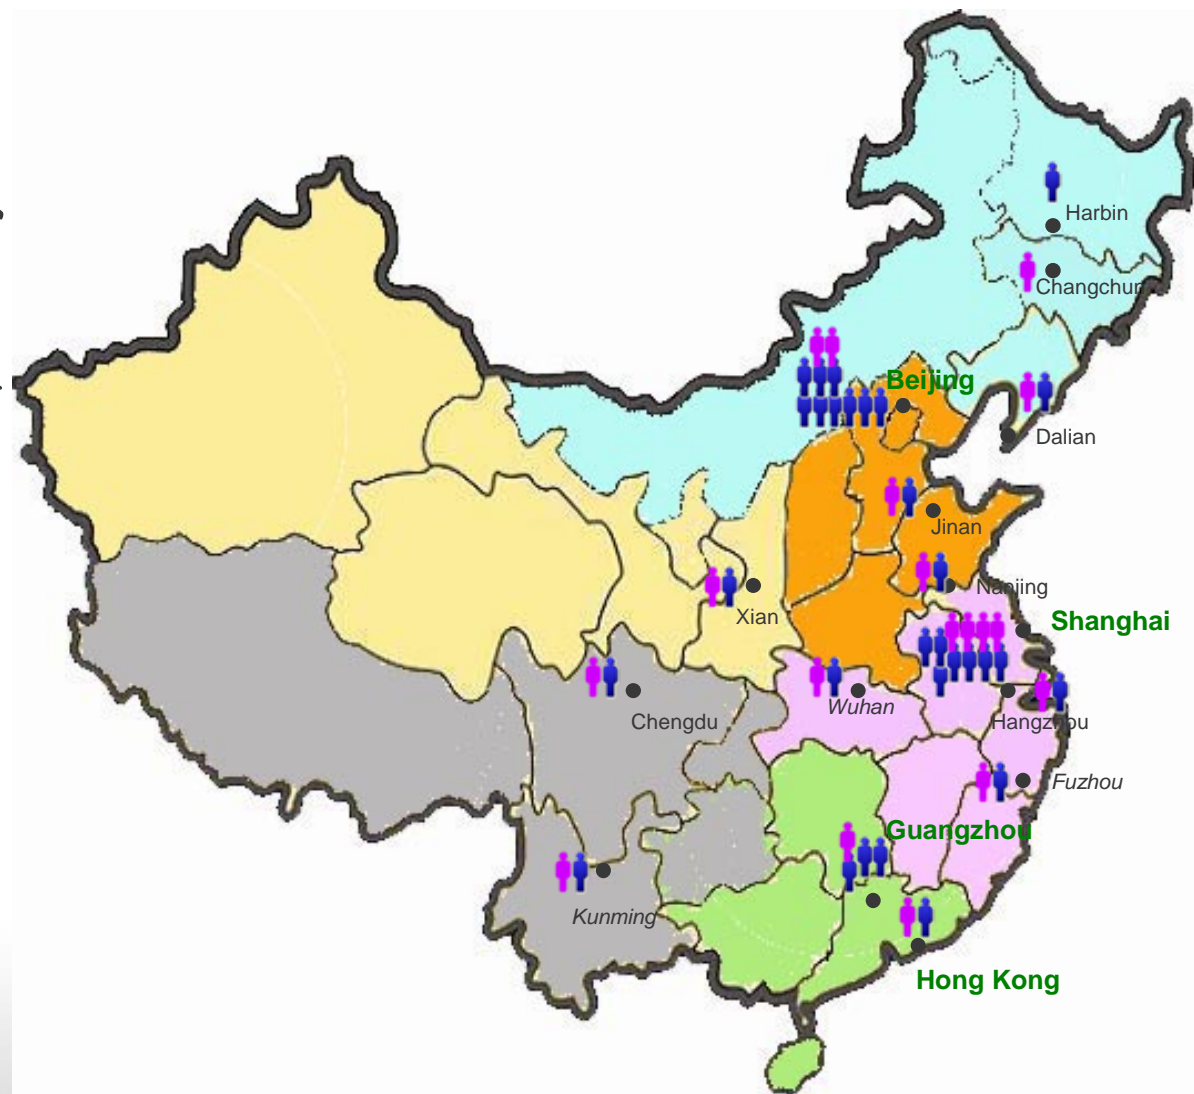 Harbin
Changchun
Beijing
Dalian
Jinan
Nanjing
Xian
Shanghai
Wuhan
Chengdu
Hangzhou
Fuzhou
Guangzhou
Kunming
Hong Kong